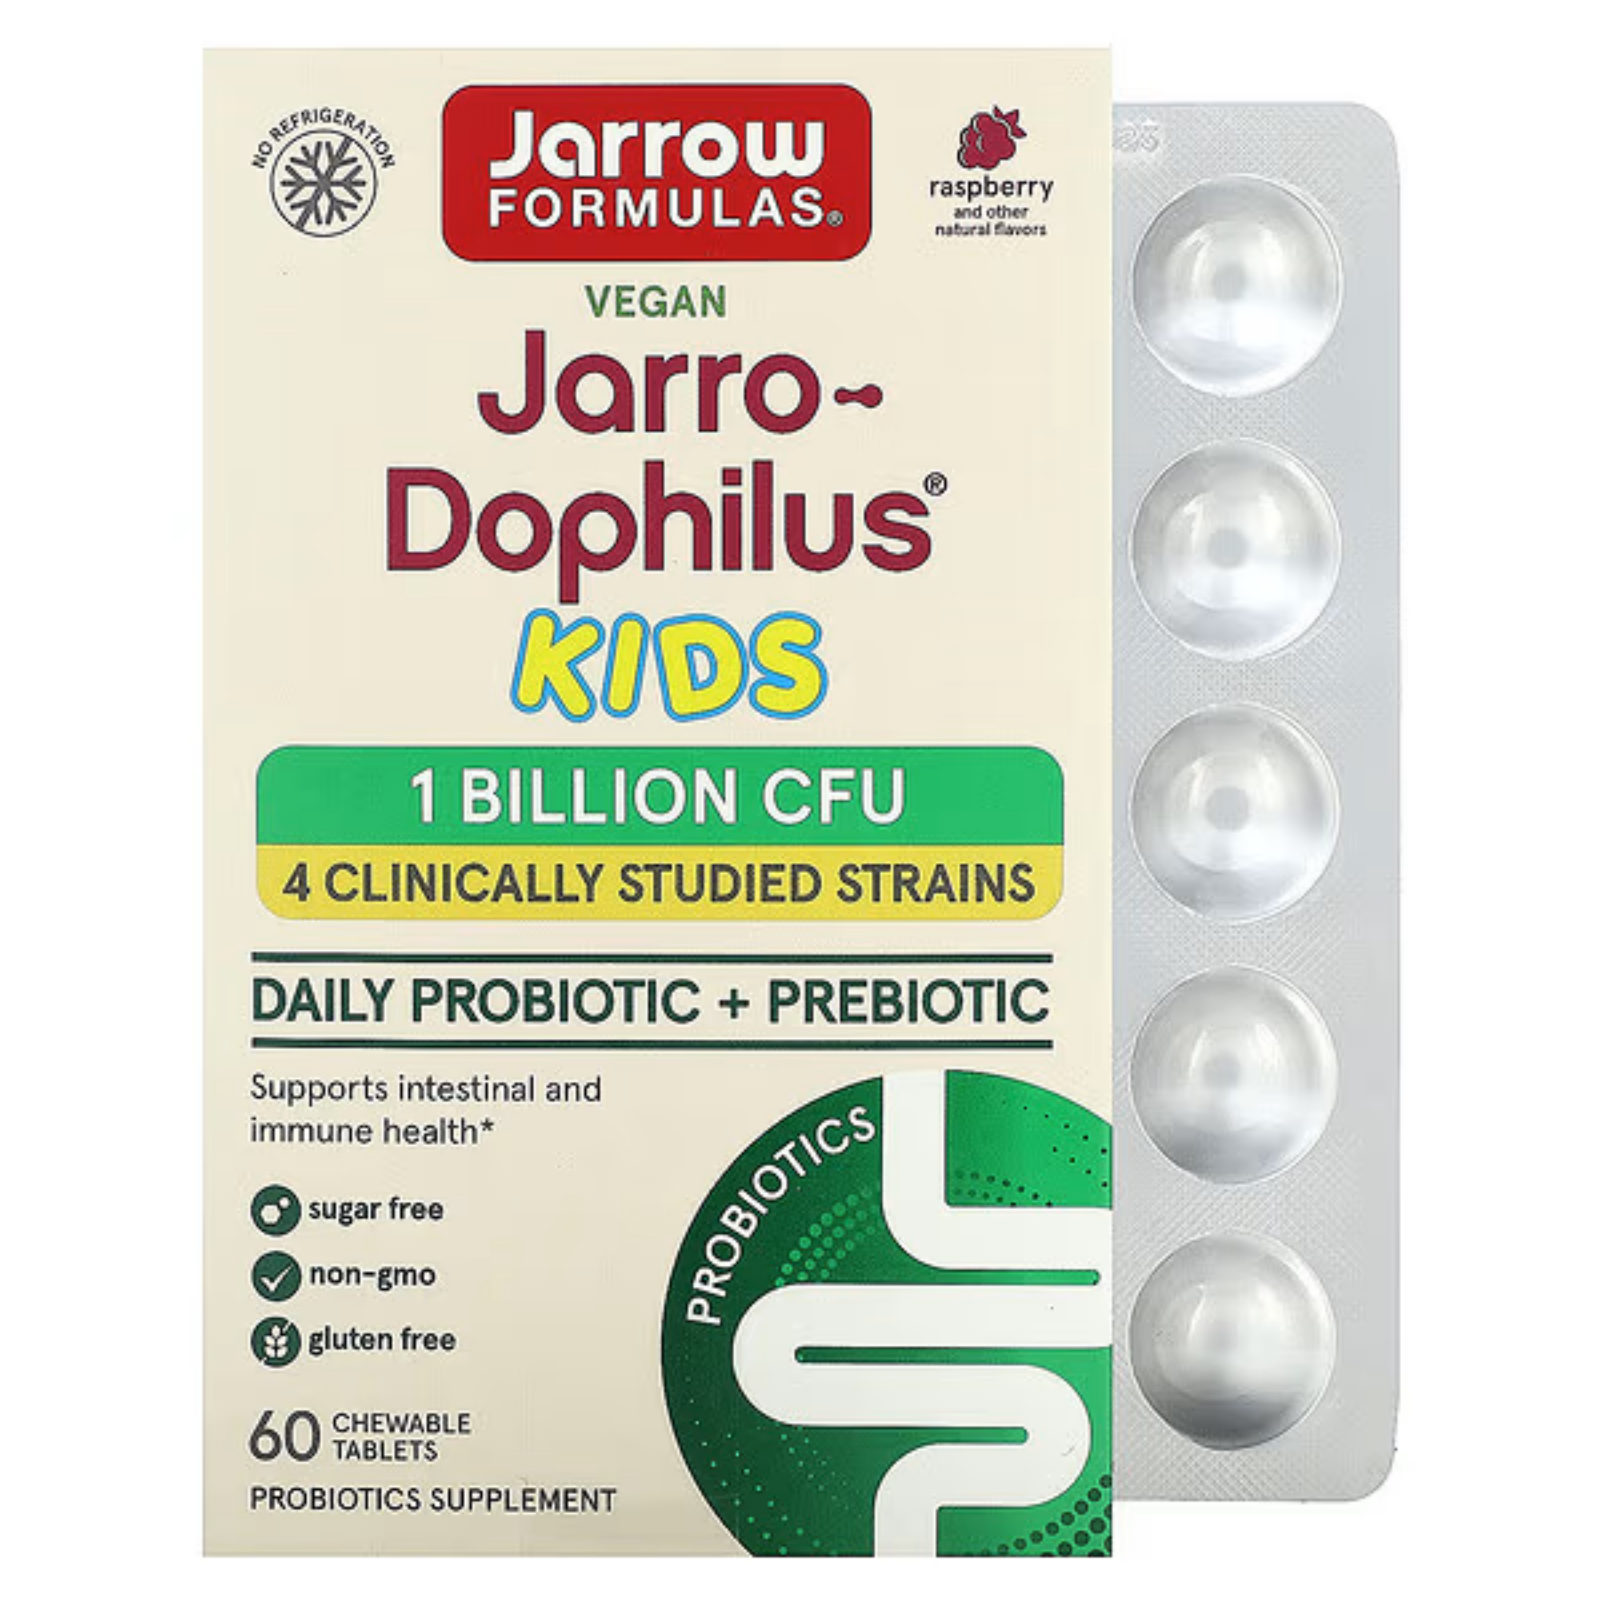 NO REFRIGERATION
Jarrow
FORMULAS®
raspberry
and other
natural flavors
VEGAN
Jarro-
Dophilus®
KIDS
1 BILLION CFU
4 CLINICALLY STUDIED STRAINS
DAILY PROBIOTIC + PREBIOTIC
Supports intestinal and
immune health*
PROBIOTICS
sugar free
non-gmo
gluten free
60 CHEWABLE
TABLETS
PROBIOTICS SUPPLEMENT